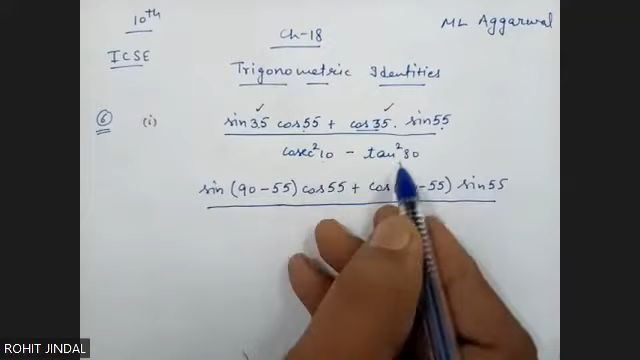 10th
Ch-18
ML Aggarwal
ICSE
Trigonometric Identities
6 (i) sin35 cos55 + cos35. sin55
cosec²10 - tan²80
sin (90-55) cos55 + cos -55) sin55
ROHIT JINDAL